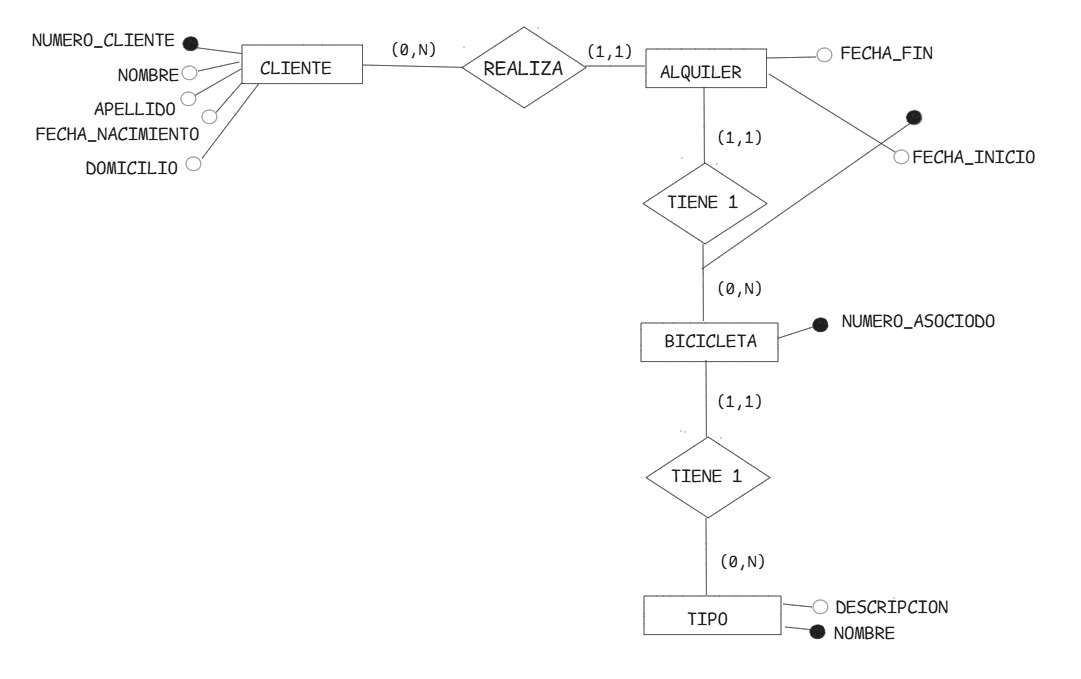 NUMERO_CLIENTE
NOMBRE
APELLIDO
FECHA_NACIMIENTO
DOMICILIO
CLIENTE
(0,N)
REALIZA
(1,1)
ALQUILER
FECHA_FIN
FECHA_INICIO
(1,1)
TIENE 1
(0,N)
BICICLETA
NUMERO_ASOCIODO
(1,1)
TIENE 1
(0,N)
TIPO
DESCRIPCION
NOMBRE